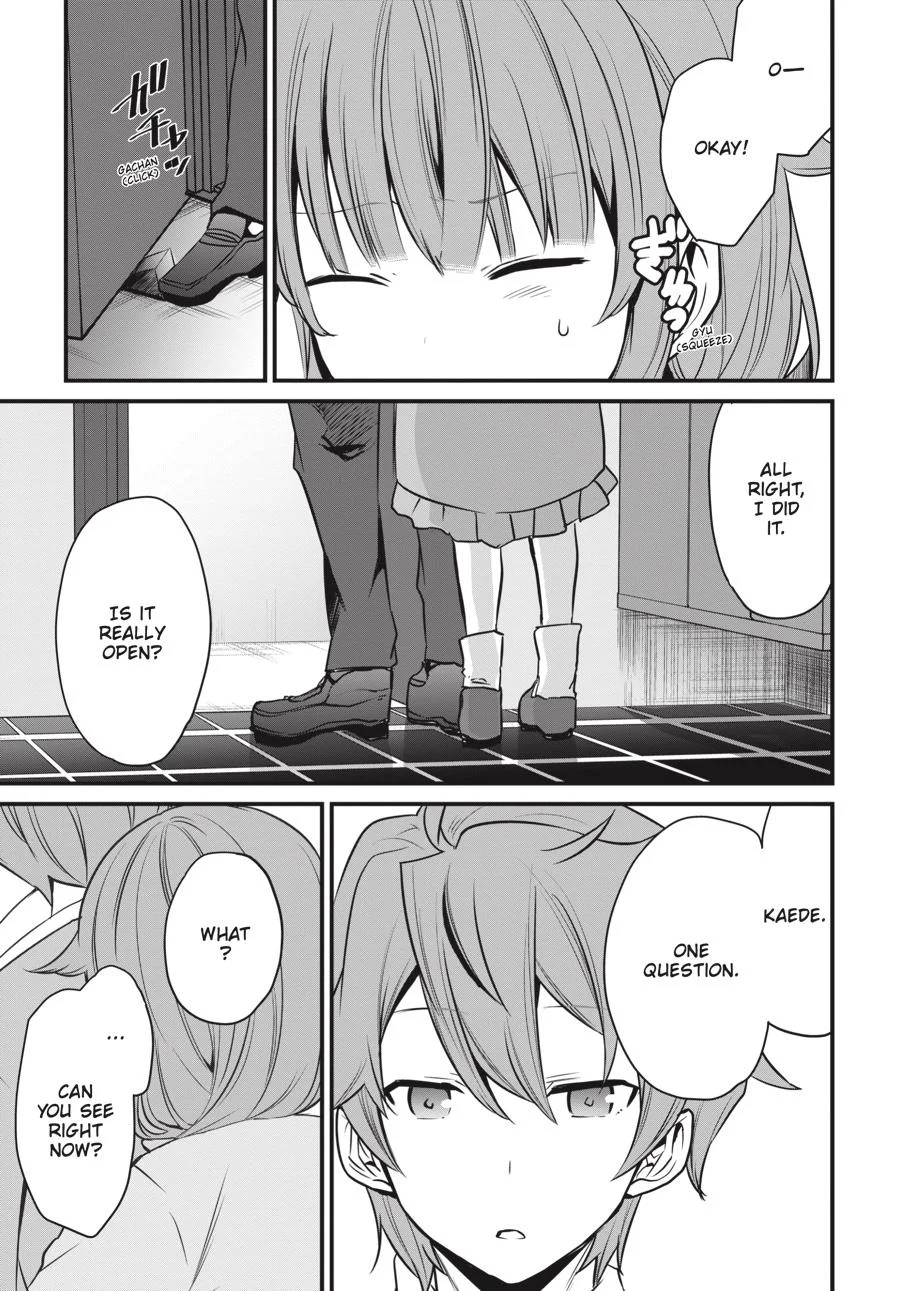 O—
OKAY!
ぎゅっ
GYU
(SQUEEZE)
ガチャッ
GACHAN
(CLICK)
ALL
RIGHT,
I DID
IT.
IS IT
REALLY
OPEN?
KAEDE.
ONE
QUESTION.
WHAT
?
...
CAN
YOU SEE
RIGHT
NOW?